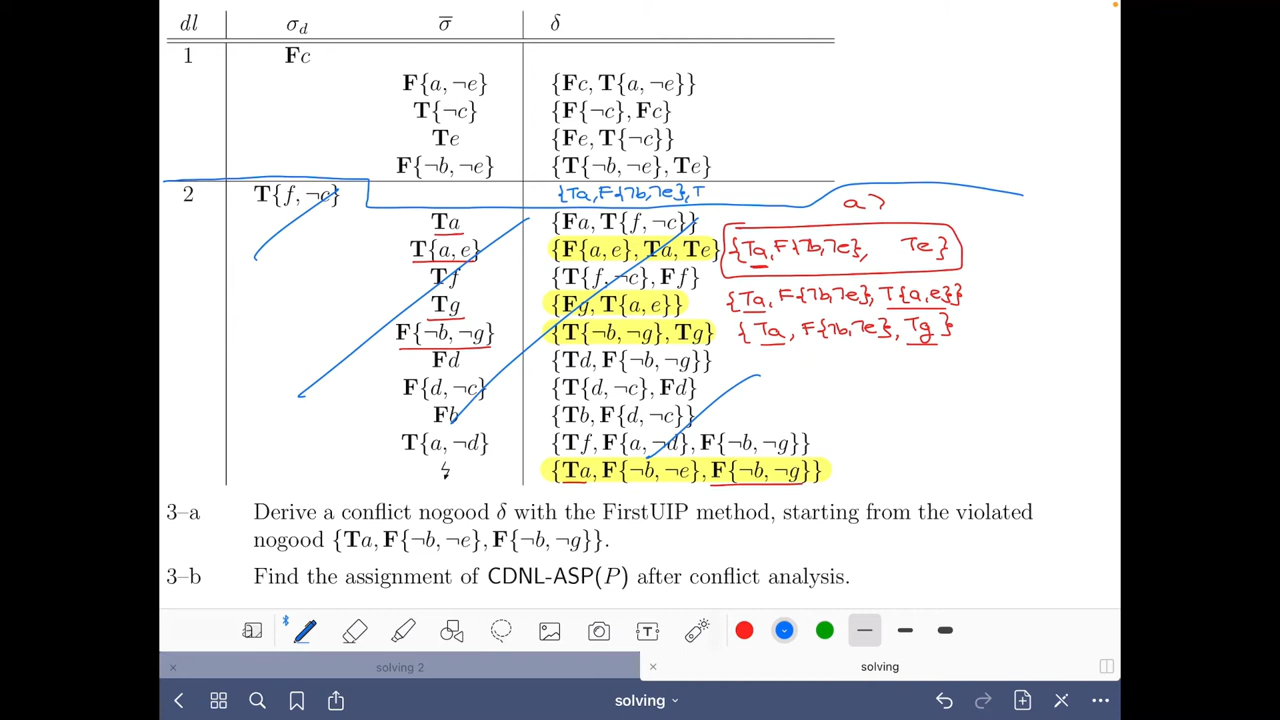 dl σd σ̄ δ
1 Fc
F{a, ¬e} {Fc, T{a, ¬e}}
T{¬c} {F{¬c}, Fc}
Te {Fe, T{¬c}}
F{¬b, ¬e} {T{¬b, ¬e}, Te}
2 T{f, ¬c} {Ta, F{¬b, ¬e}, T
a >
Ta {Fa, T{f, ¬c}}
T{a, e} {F{a, e}, Ta, Te} {Ta, F{¬b, ¬e}, Te}
Tf {T{f, ¬c}, Ff}
Tg {Fg, T{a, e}} {Ta, F{¬b, ¬e}, T{a, e}}
F{¬b, ¬g} {T{¬b, ¬g}, Tg} {Ta, F{¬b, ¬e}, Tg}
Fd {Td, F{¬b, ¬g}}
F{d, ¬c} {T{d, ¬c}, Fd}
Fb {Tb, F{d, ¬c}}
T{a, ¬d} {Tf, F{a, ¬d}, F{¬b, ¬g}}
↯ {Ta, F{¬b, ¬e}, F{¬b, ¬g}}
3–a Derive a conflict nogood δ with the FirstUIP method, starting from the violated
nogood {Ta, F{¬b, ¬e}, F{¬b, ¬g}}.
3–b Find the assignment of CDNL-ASP(P) after conflict analysis.
solving 2 solving
solving